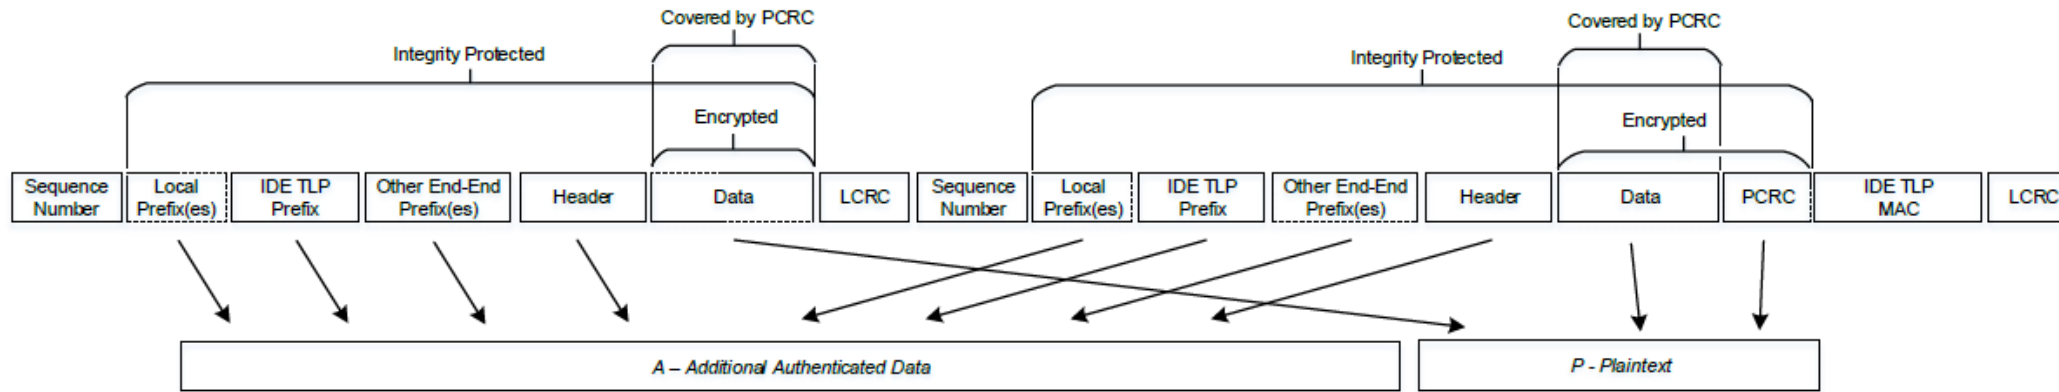 Covered by PCRC
Covered by PCRC
Integrity Protected
Integrity Protected
Encrypted
Encrypted
Sequence
Number
Local
Prefix(es)
IDE TLP
Prefix
Other End-End
Prefix(es)
Header
Data
LCRC
Sequence
Number
Local
Prefix(es)
IDE TLP
Prefix
Other End-End
Prefix(es)
Header
Data
PCRC
IDE TLP
MAC
LCRC
A – Additional Authenticated Data
P - Plaintext